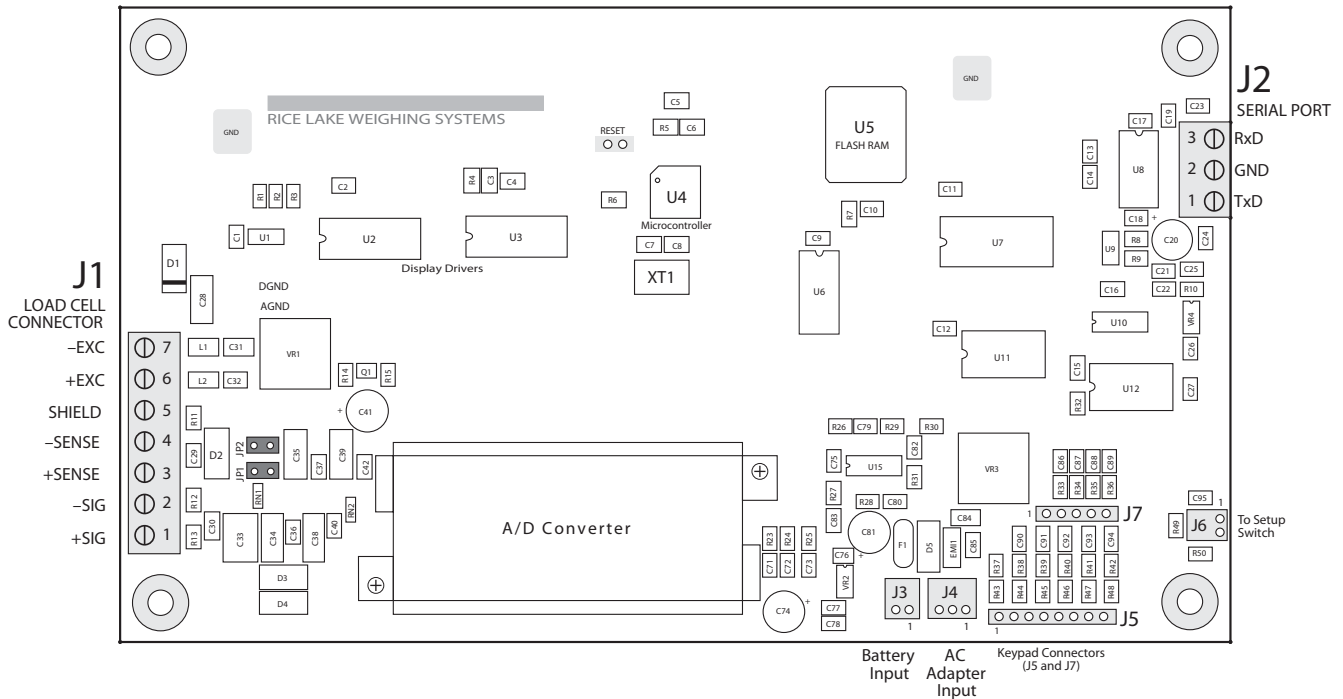 J2
SERIAL PORT
3 RxD
2 GND
1 TxD
GND
GND
RICE LAKE WEIGHING SYSTEMS
RESET
C5
R5 C6
U5
FLASH RAM
C23
C19
C17
C13
C14
U8
R1 R2 R3
C2
R4 C3 C4
R6
U4
Microcontroller
C11
R7 C10
C18
+
C1 U1
U2
U3
Display Drivers
C7 C8
XT1
C9
U6
U7
U9
R8
R9
C20
C24
C21 C25
C22 R10
C16
VR4
D1
C28
DGND
AGND
J1
LOAD CELL
CONNECTOR
–EXC 7
+EXC 6
SHIELD 5
–SENSE 4
+SENSE 3
–SIG 2
+SIG 1
L1 C31
L2 C32
VR1
R14 Q1 R15
+ C41
C12
U11
U10
C26
C15
R32
U12
C27
R11
C29
D2
JP2
JP1
C35
C37
C39
C42
RN1
RN2
R12
R13
C30
C33
C34
C36
C38
C40
D3
D4
A/D Converter
R26 C79 R29 R30
C75
U15
C82
R31
VR3
R27
C83
R28 C80
C81
+
F1
D5
EMI1
C84
C85
C76
VR2
C77
C78
R23 R24 R25
C71 C72 C73
C74
+
C86 C87 C88 C89
R33 R34 R35 R36
1 J7
C90 C91 C92 C93 C94
R37 R38 R39 R40 R41 R42
R43 R44 R45 R46 R47 R48
J5
1
C95
1
R49
J6
R50
To Setup
Switch
J3
1
J4
1
Battery
Input
AC
Adapter
Input
Keypad Connectors
(J5 and J7)